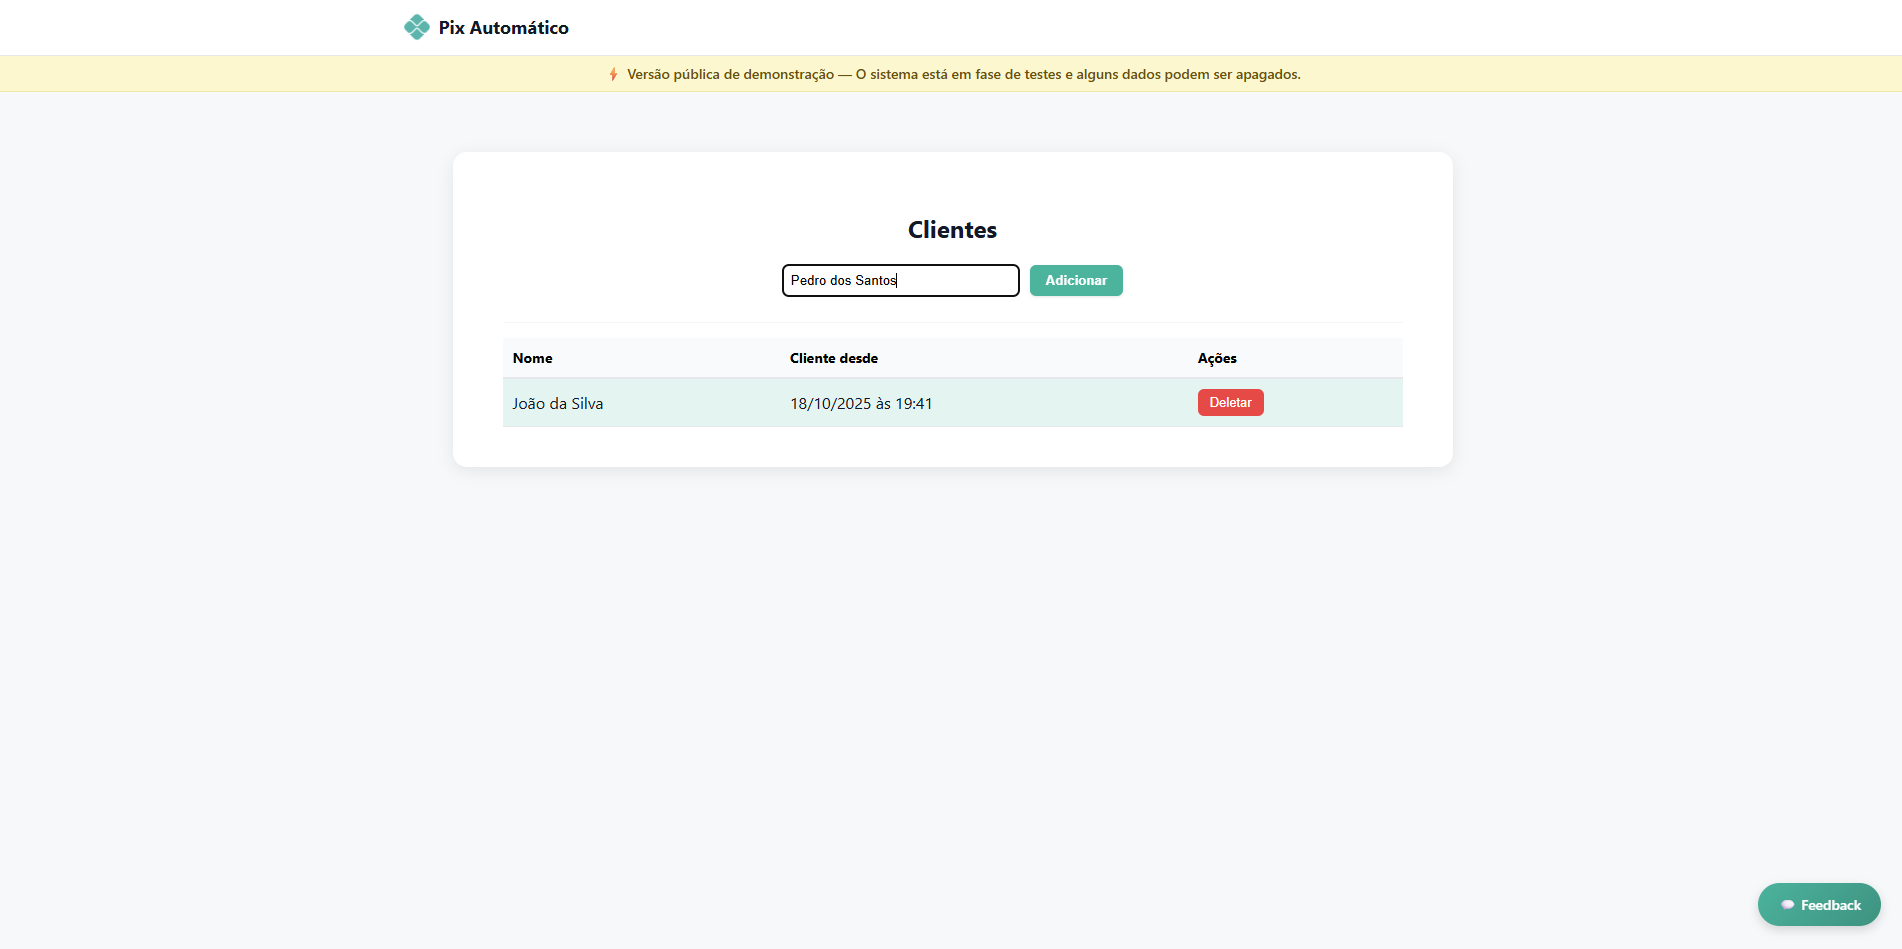 Pix Automático
Versão pública de demonstração — O sistema está em fase de testes e alguns dados podem ser apagados.
Clientes
Pedro dos Santos
Adicionar
Nome Cliente desde Ações
João da Silva 18/10/2025 às 19:41 Deletar
Feedback